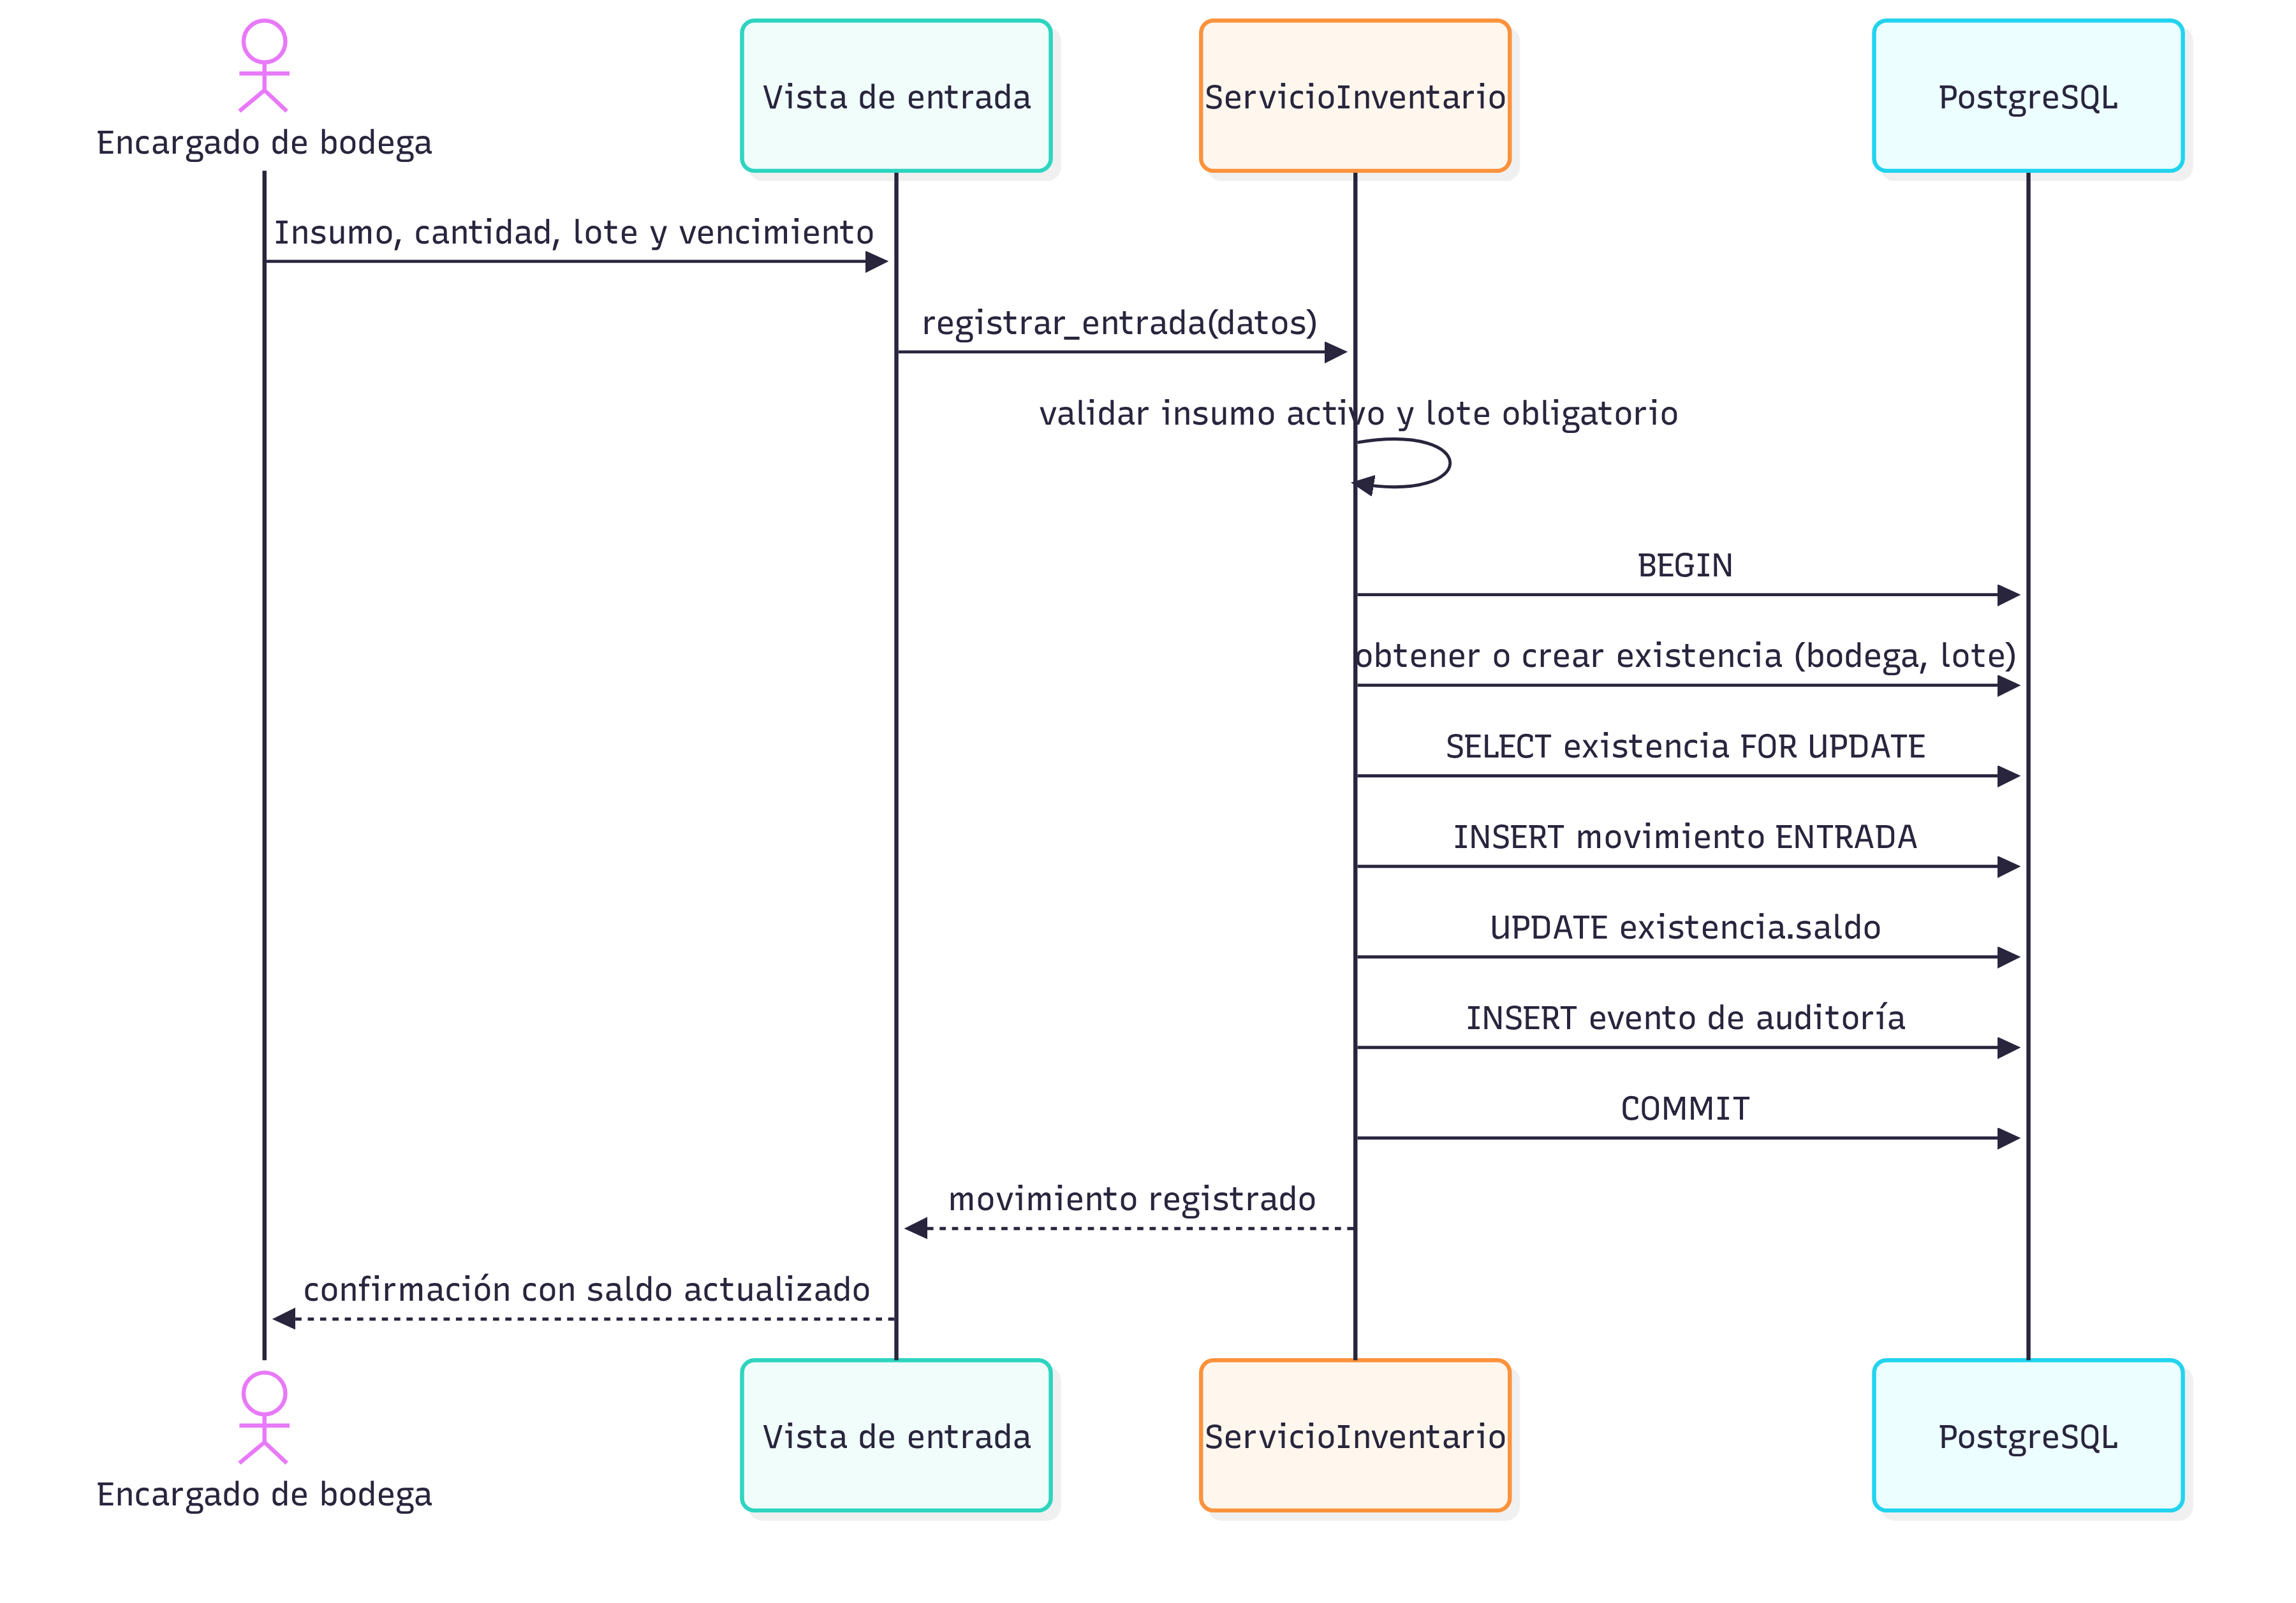 Encargado de bodega
Vista de entrada
ServicioInventario
PostgreSQL
Insumo, cantidad, lote y vencimiento
registrar_entrada(datos)
validar insumo activo y lote obligatorio
BEGIN
obtener o crear existencia (bodega, lote)
SELECT existencia FOR UPDATE
INSERT movimiento ENTRADA
UPDATE existencia.saldo
INSERT evento de auditoría
COMMIT
movimiento registrado
confirmación con saldo actualizado
Encargado de bodega
Vista de entrada
ServicioInventario
PostgreSQL